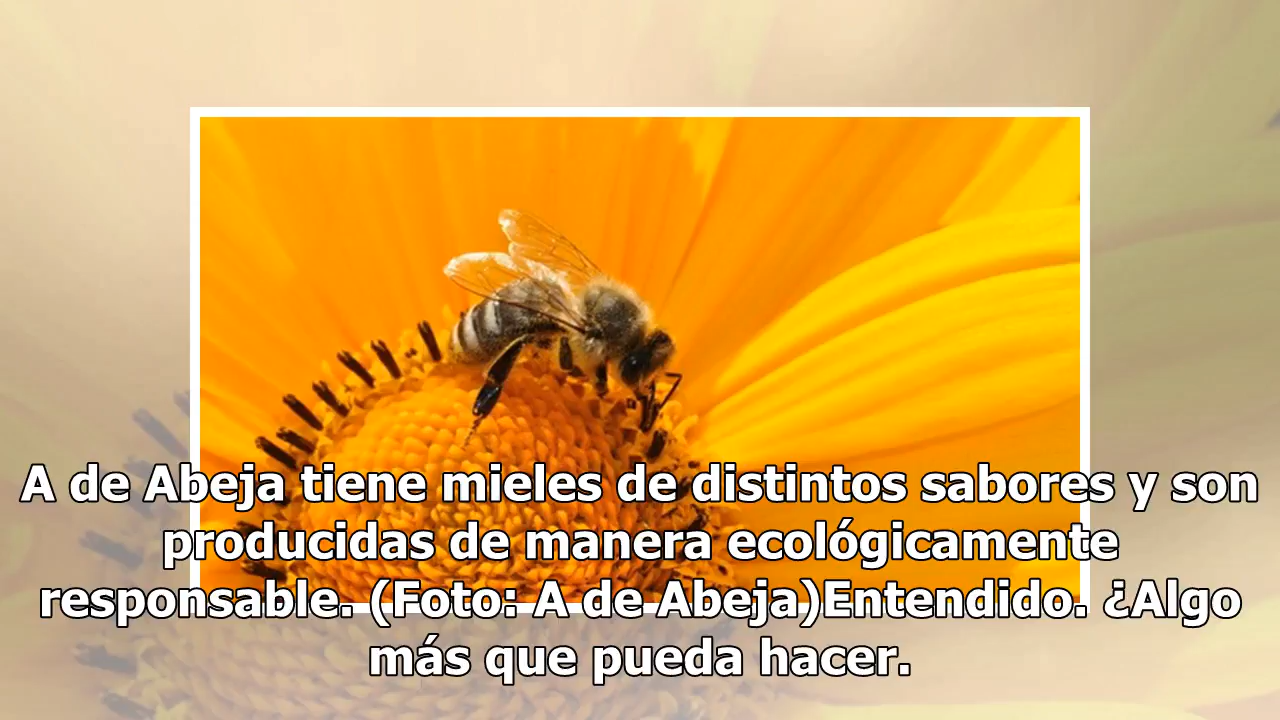 A de Abeja tiene mieles de distintos sabores y son
producidas de manera ecológicamente
responsable. (Foto: A de Abeja)Entendido. ¿Algo
más que pueda hacer.